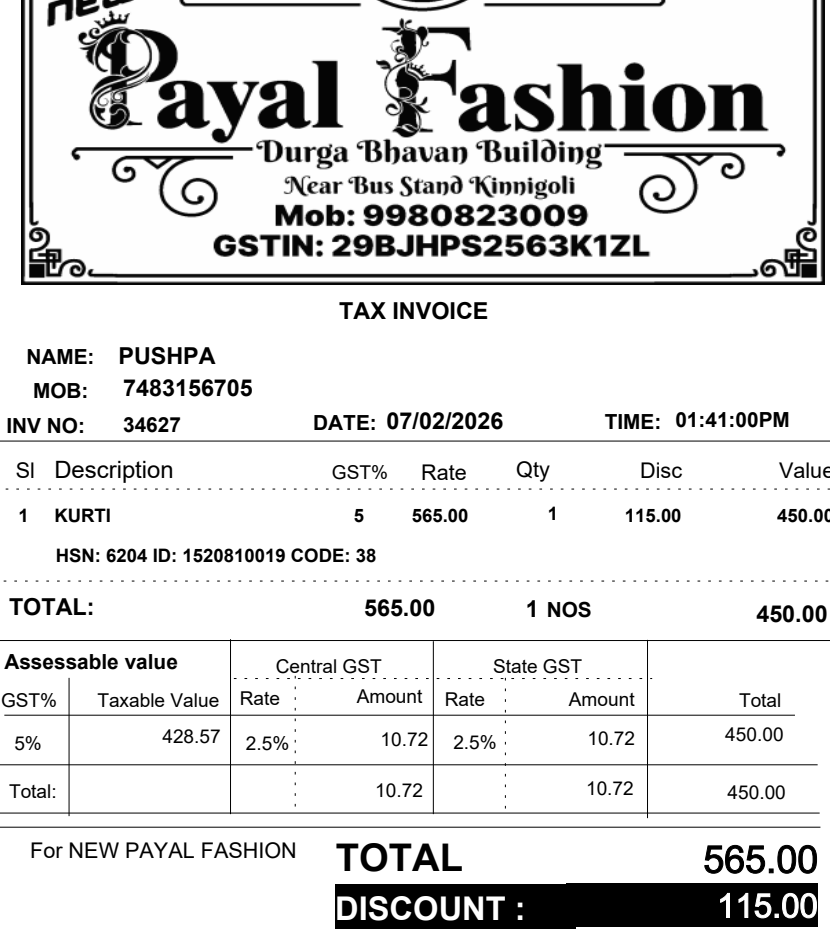 new
Payal Fashion
Durga Bhavan Building
Near Bus Stand Kinnigoli
Mob: 9980823009
GSTIN: 29BJHPS2563K1ZL
TAX INVOICE
NAME: PUSHPA
MOB: 7483156705
INV NO: 34627 DATE: 07/02/2026 TIME: 01:41:00PM
Sl Description GST% Rate Qty Disc Value
1 KURTI 5 565.00 1 115.00 450.00
HSN: 6204 ID: 1520810019 CODE: 38
TOTAL: 565.00 1 NOS 450.00
Assessable value Central GST State GST
GST% Taxable Value Rate Amount Rate Amount Total
5% 428.57 2.5% 10.72 2.5% 10.72 450.00
Total: 10.72 10.72 450.00
For NEW PAYAL FASHION TOTAL 565.00
DISCOUNT : 115.00